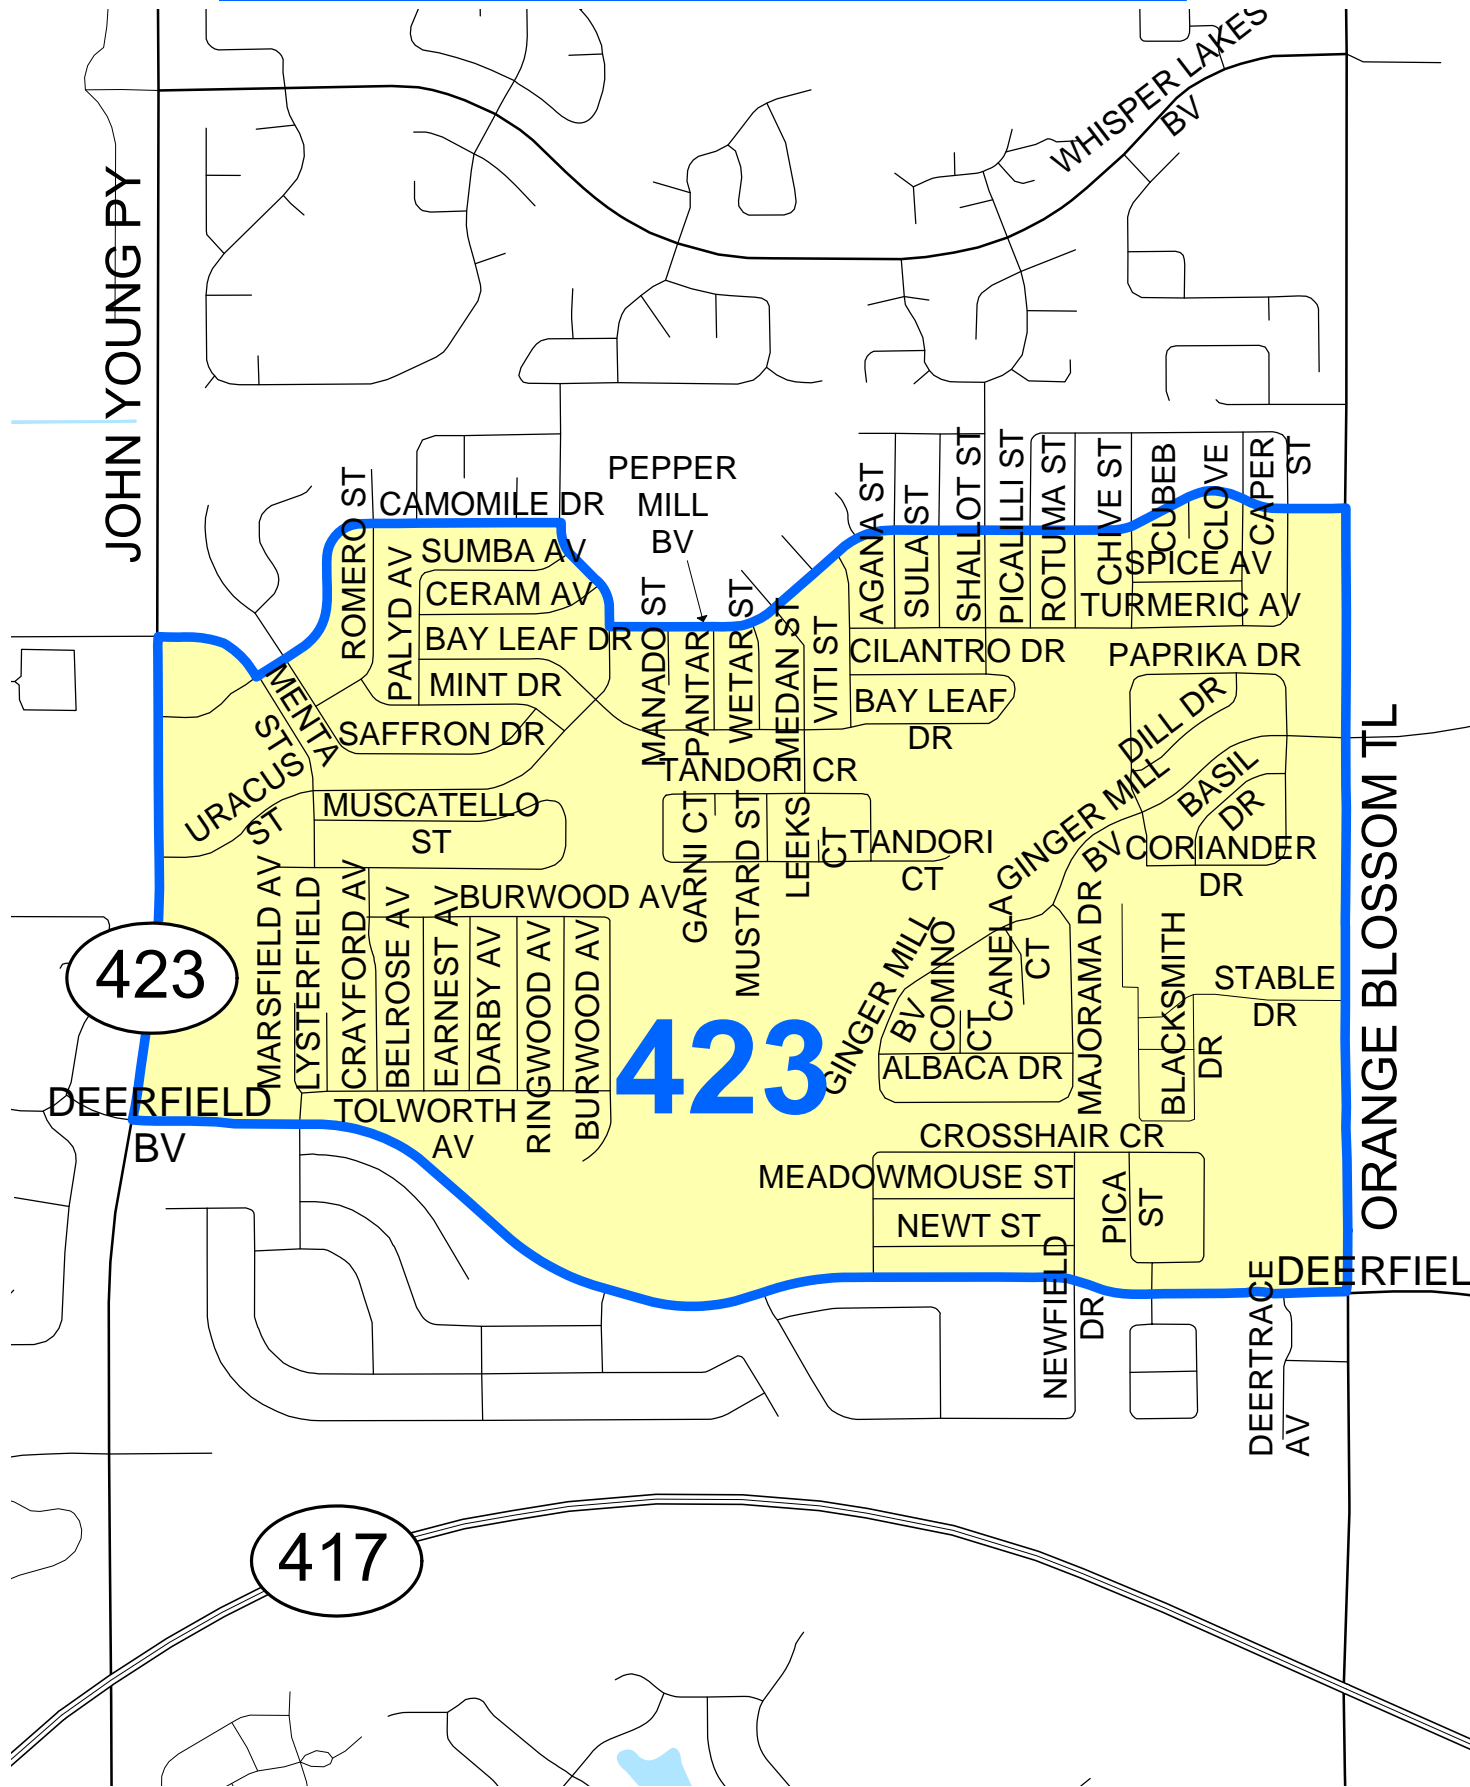 WHISPER LAKES
BV
JOHN YOUNG PY
PEPPER
MILL
BV
ROMERO ST
CAMOMILE DR
SUMBA AV
PALYD AV
CERAM AV
BAY LEAF DR
MINT DR
SAFFRON DR
MENTA
ST
S
URACUS
ST
MUSCATELLO
ST
MANADO ST
PANTAR
WETAR ST
MEDAN ST
VITI ST
AGANA ST
SULA ST
SHALLOT ST
PICALILLI ST
ROTUMA ST
CHIVE ST
CUBEB
CLOVE
CAPER
ST
SPICE AV
TURMERIC AV
CILANTRO DR
PAPRIKA DR
BAY LEAF
DR
DILL DR
TANDORI CR
GINGER MILL
BV
BASIL
DR
CORIANDER
DR
GARNI CT
MUSTARD ST
LEEKS
CT
TANDORI
CT
ORANGE BLOSSOM TL
MARSFIELD AV
LYSTERFIELD
CRAYFORD AV
BELROSE AV
EARNEST AV
BURWOOD AV
DARBY AV
RINGWOOD AV
BURWOOD AV
423
423
GINGER MILL
BV
COMINO
CT
CANELA
CT
MAJORAMA DR
BLACKSMITH
DR
STABLE
DR
ALBACA DR
DEERFIELD
BV
TOLWORTH
AV
CROSSHAIR CR
MEADOWMOUSE ST
NEWT ST
PICA
ST
NEWFIELD
DR
DEERFIEL
DEERTRACE
AV
417